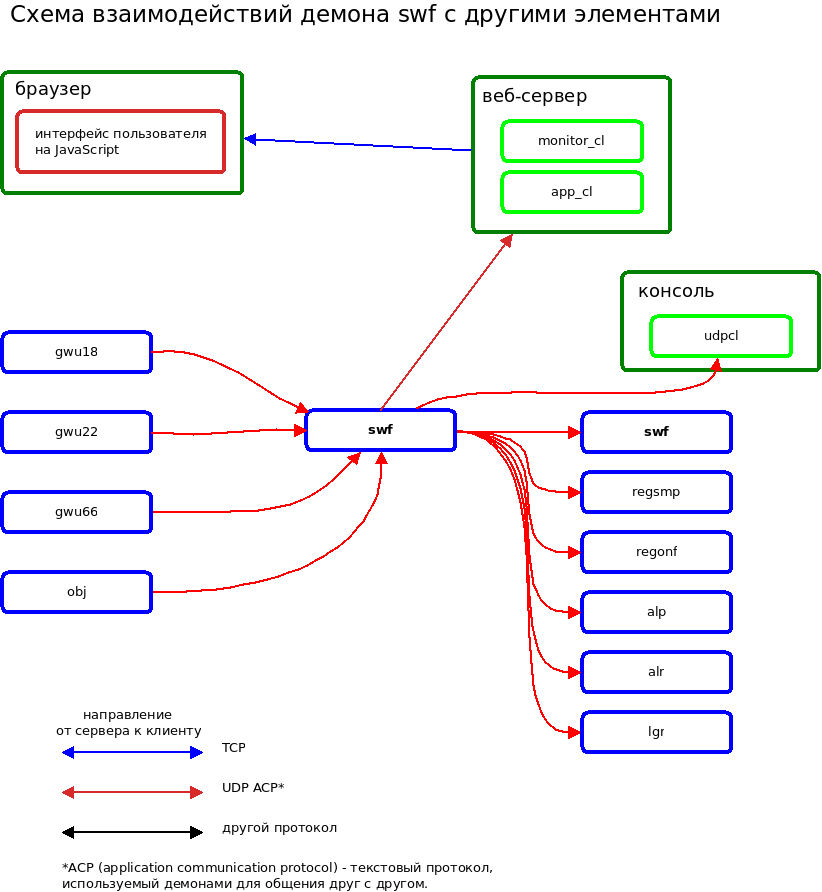 Схема взаимодействий демона swf с другими элементами
браузер
интерфейс пользователя
на JavaScript
веб-сервер
monitor_cl
app_cl
консоль
udpcl
gwu18
gwu22
gwu66
obj
swf
swf
regsmp
regonf
alp
alr
lgr
направление
от сервера к клиенту
TCP
UDP ACP*
другой протокол
*ACP (application communication protocol) - текстовый протокол,
используемый демонами для общения друг с другом.